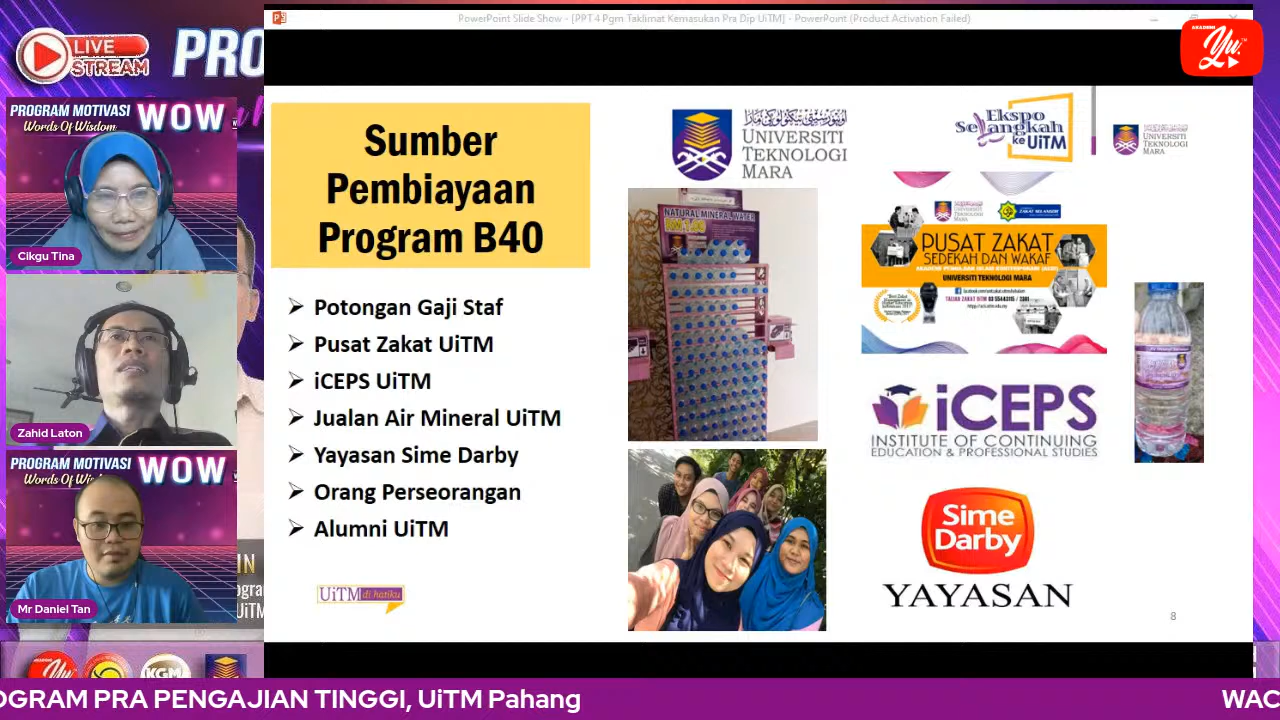 PowerPoint Slide Show - [PPT 4 Pgm Taklimat Kemasukan Pra Dip UiTM] - PowerPoint (Product Activation Failed)
LIVE
STREAM
PRO
PROGRAM MOTIVASI
Words Of Wisdom
WOW
Cikgu Tina
Zahid Laton
PROGRAM MOTIVASI
WOW
Mr Daniel Tan
Sumber
Pembiayaan
Program B40
Potongan Gaji Staf
Pusat Zakat UiTM
iCEPS UiTM
Jualan Air Mineral UiTM
Yayasan Sime Darby
Orang Perseorangan
Alumni UiTM
UiTM di hatiku
UNIVERSITI
TEKNOLOGI
MARA
Ekspo
Selangkah
ke UiTM
UNIVERSITI
TEKNOLOGI
MARA
NATURAL MINERAL WATER
PUSAT ZAKAT
SEDEKAH DAN WAKAF
UNIVERSITI TEKNOLOGI MARA
iCEPS
INSTITUTE OF CONTINUING
EDUCATION & PROFESSIONAL STUDIES
Sime
Darby
YAYASAN
8
KGM
OGRAM PRA PENGAJIAN TINGGI, UiTM Pahang
WAC